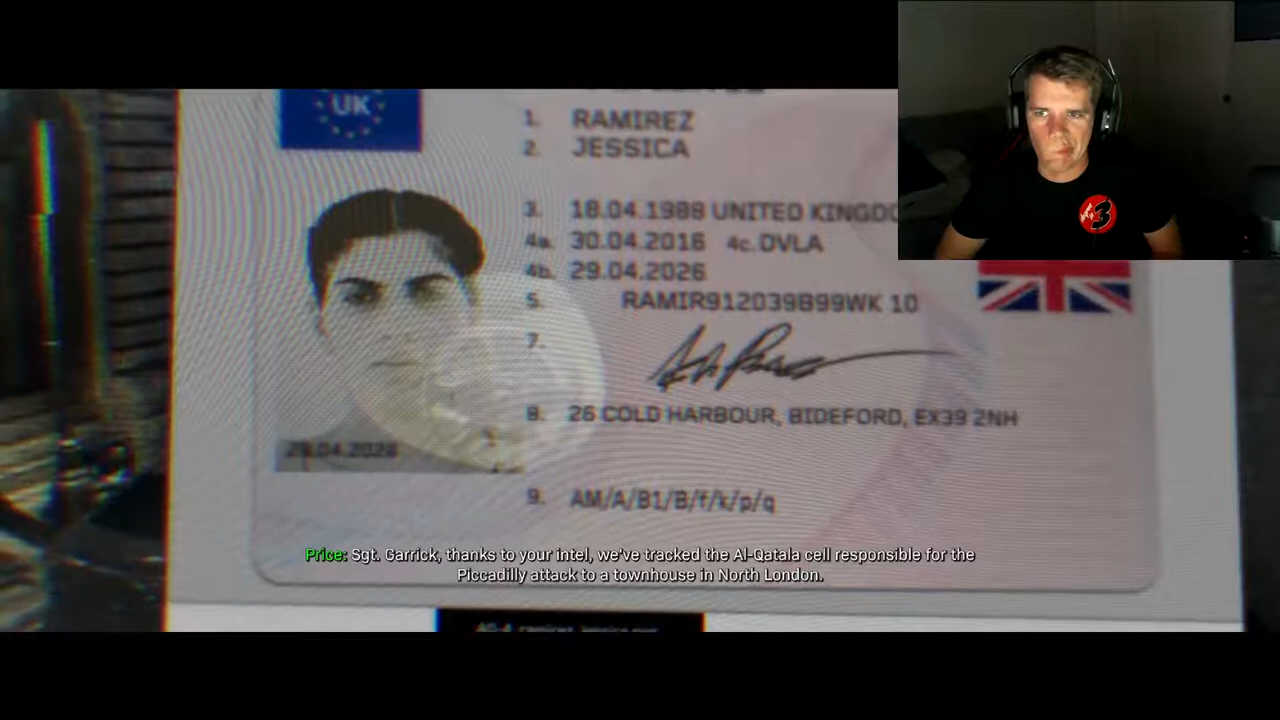 UK
1. RAMIREZ
2. JESSICA
3. 18.04.1988 UNITED KINGDO
4a. 30.04.2016 4c. DVLA
4b. 29.04.2026
5. RAMIR912039B99WK 10
7.
8. 26 COLD HARBOUR, BIDEFORD, EX39 2NH
9. AM/A/B1/B/f/k/p/q
Price: Sgt. Garrick, thanks to your intel, we've tracked the Al-Qatala cell responsible for the
Piccadilly attack to a townhouse in North London.
3